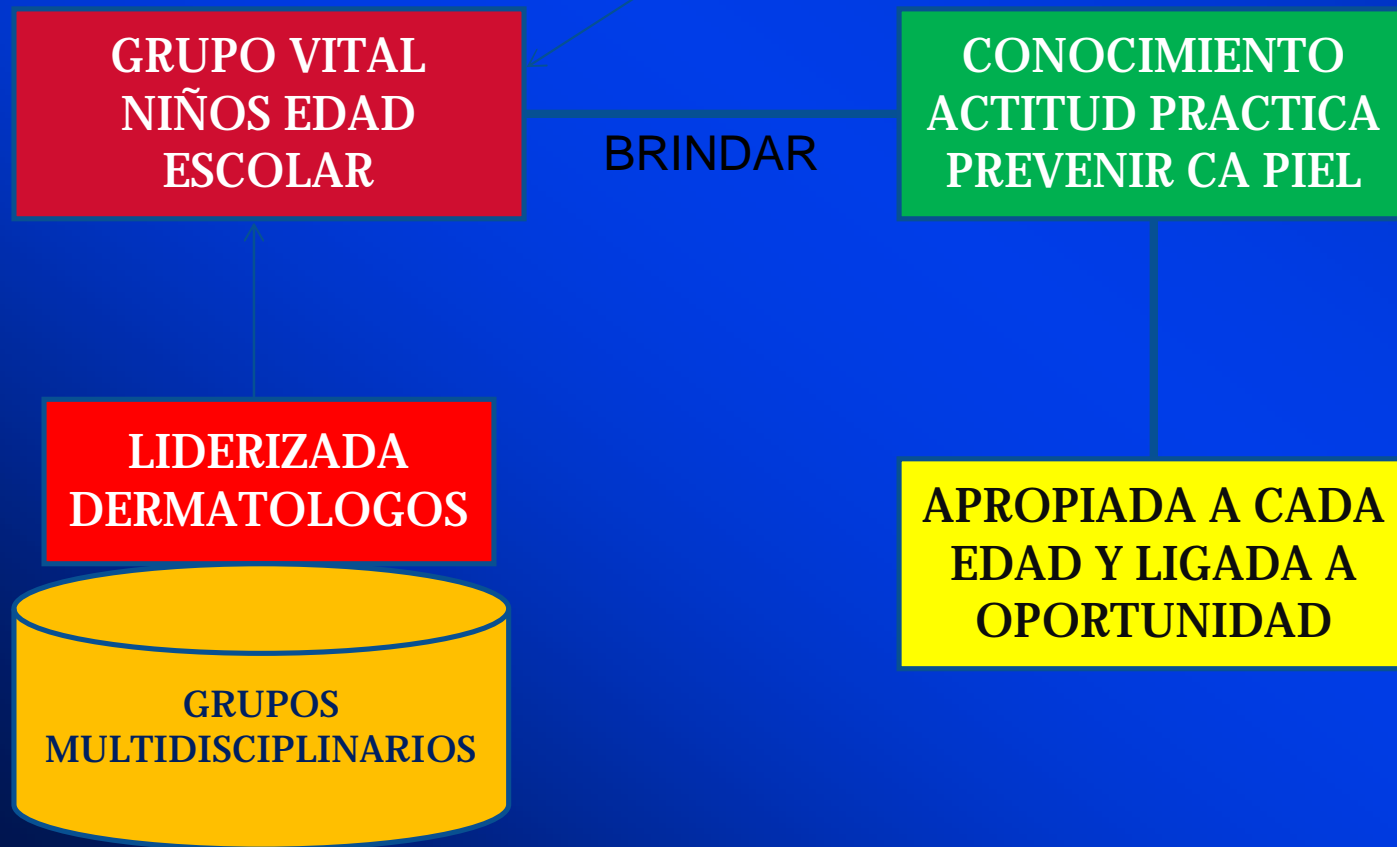 GRUPO VITAL
NIÑOS EDAD
ESCOLAR
BRINDAR
CONOCIMIENTO
ACTITUD PRACTICA
PREVENIR CA PIEL
LIDERIZADA
DERMATOLOGOS
APROPIADA A CADA
EDAD Y LIGADA A
OPORTUNIDAD
GRUPOS
MULTIDISCIPLINARIOS